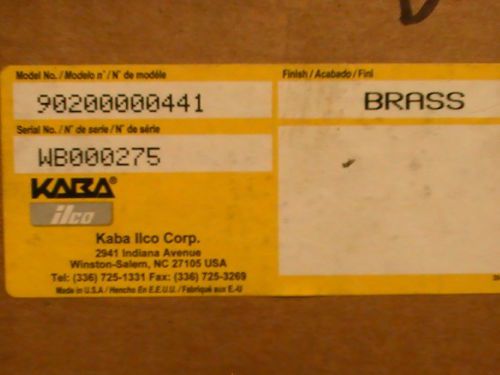 Model No./Modelo n°/N° de modéle
Finish/Acabado/Fini
90200000441
BRASS
Serial No./N° de serie/N° de série
WB000275
KABA®
ilco
Kaba Ilco Corp.
2941 Indiana Avenue
Winston-Salem, NC 27105 USA
Tel: (336) 725-1331 Fax: (336) 725-3269
Made in U.S.A / Hencho En E.E.U.U. / Fabriqué aux E.-U